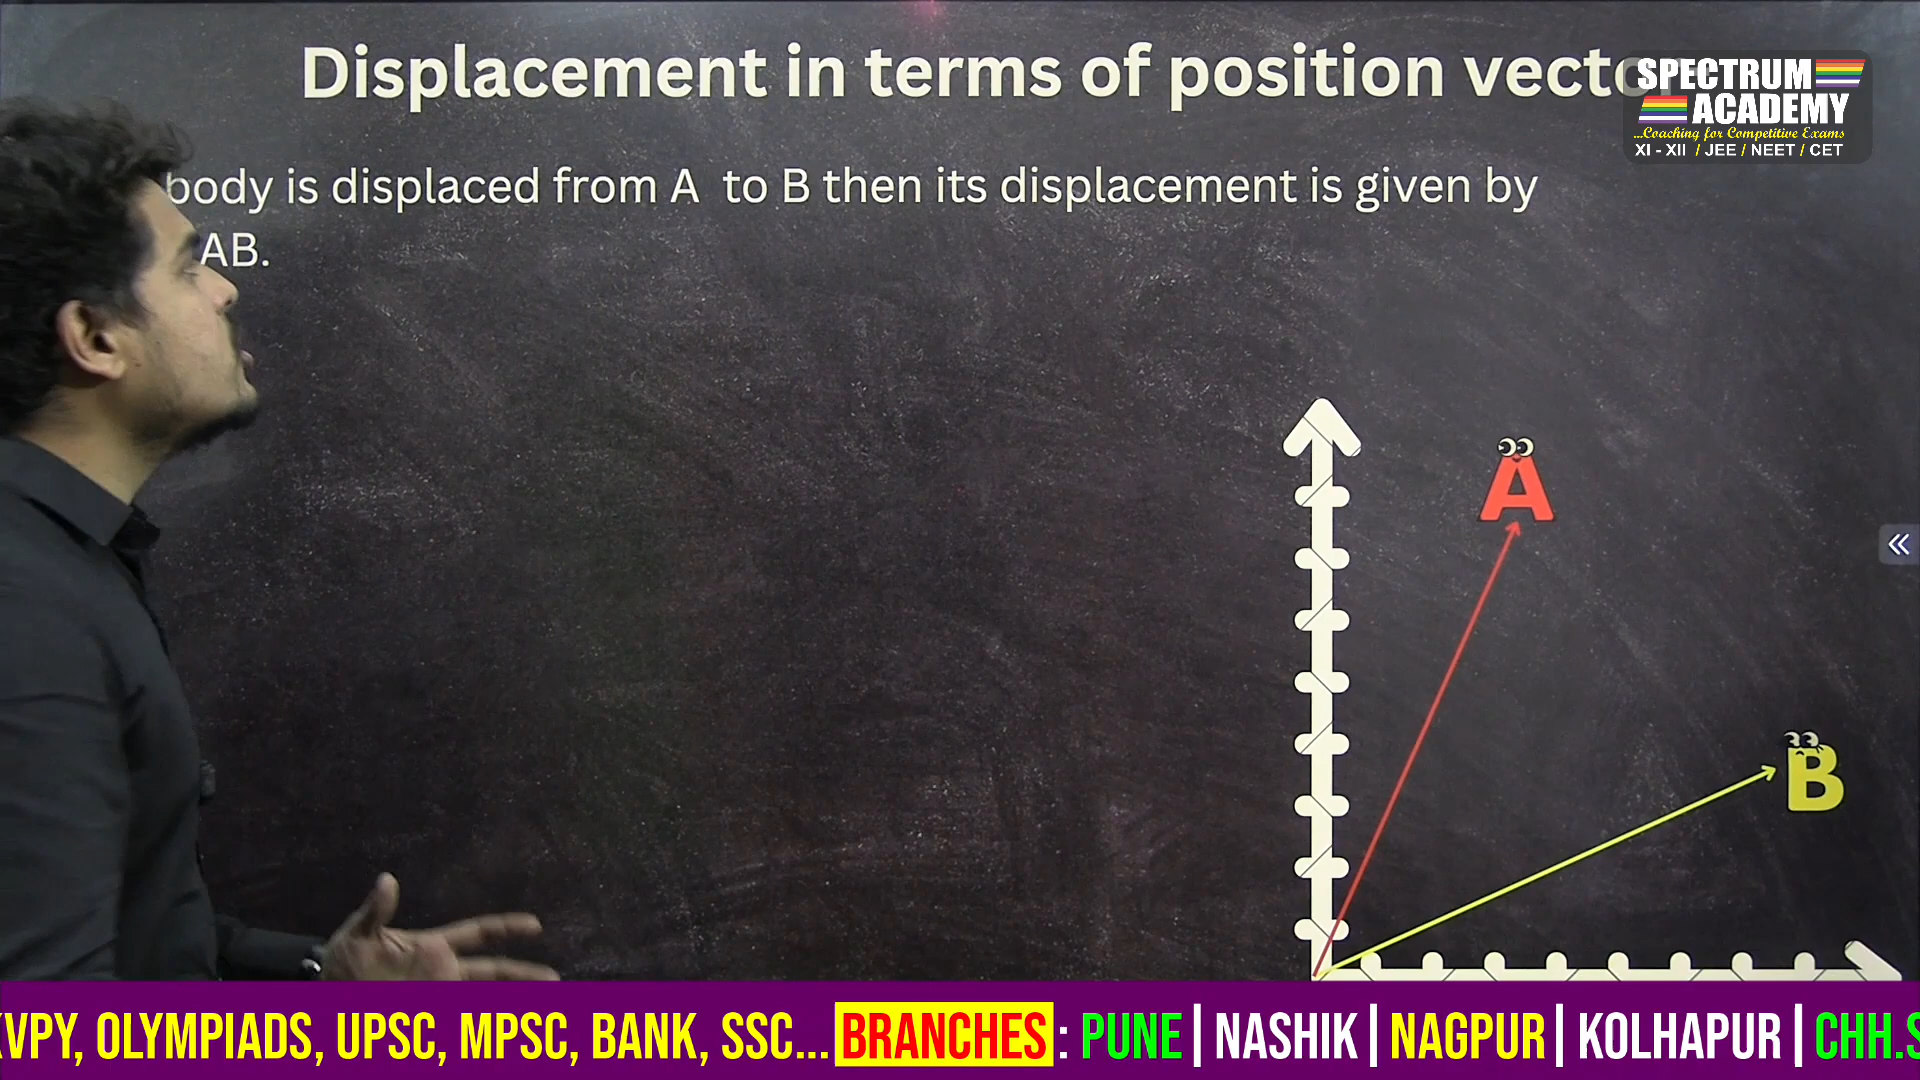 Displacement in terms of position vecto
SPECTRUM
ACADEMY
...Coaching for Competitive Exams
XI - XII / JEE / NEET / CET
body is displaced from A to B then its displacement is given by
AB.
A
B
KVPY, OLYMPIADS, UPSC, MPSC, BANK, SSC... BRANCHES : PUNE | NASHIK | NAGPUR | KOLHAPUR | CHH.S